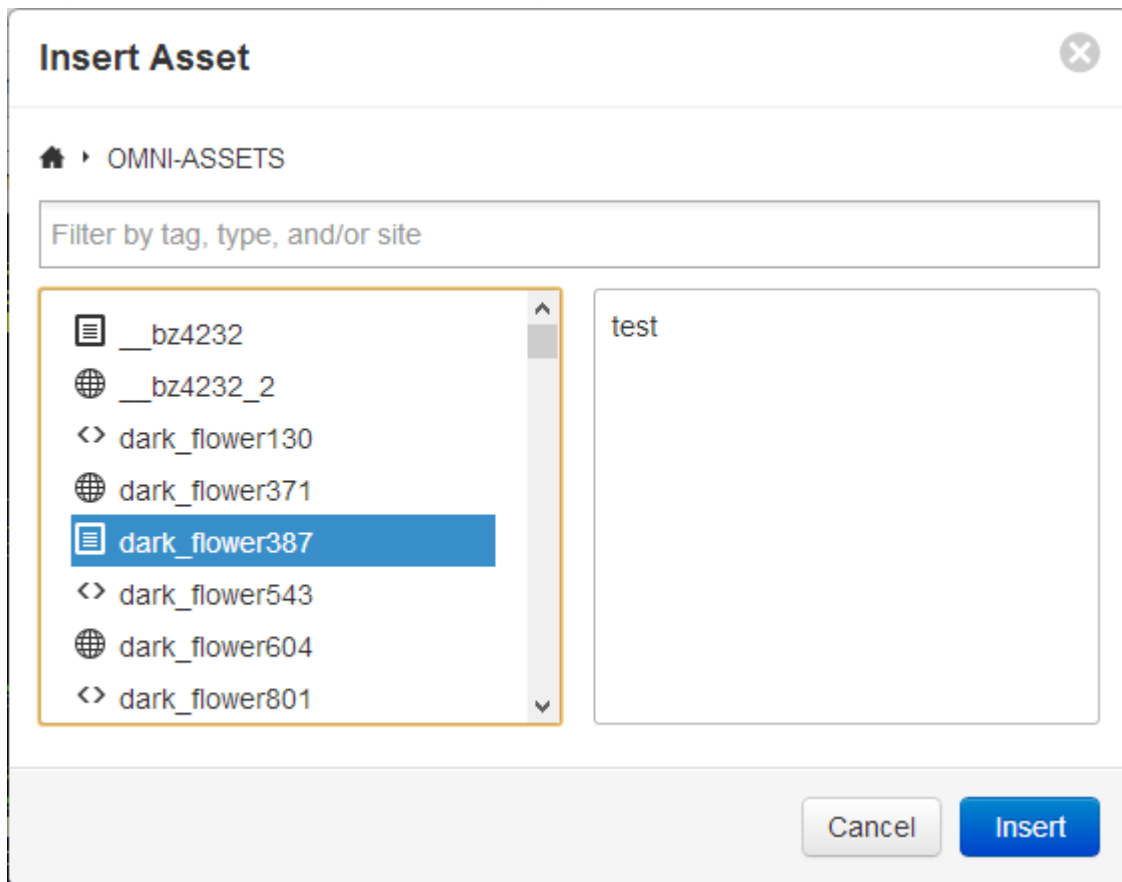 Insert Asset
OMNI-ASSETS
Filter by tag, type, and/or site
__bz4232
__bz4232_2
dark_flower130
dark_flower371
dark_flower387
dark_flower543
dark_flower604
dark_flower801
test
Cancel
Insert